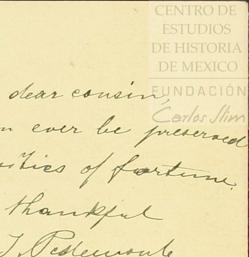 CENTRO DE
ESTUDIOS
DE HISTORIA
DE MEXICO
FUNDACIÓN
Carlos Slim
dear cousin,
ever be preserved
of fortune.
thankful